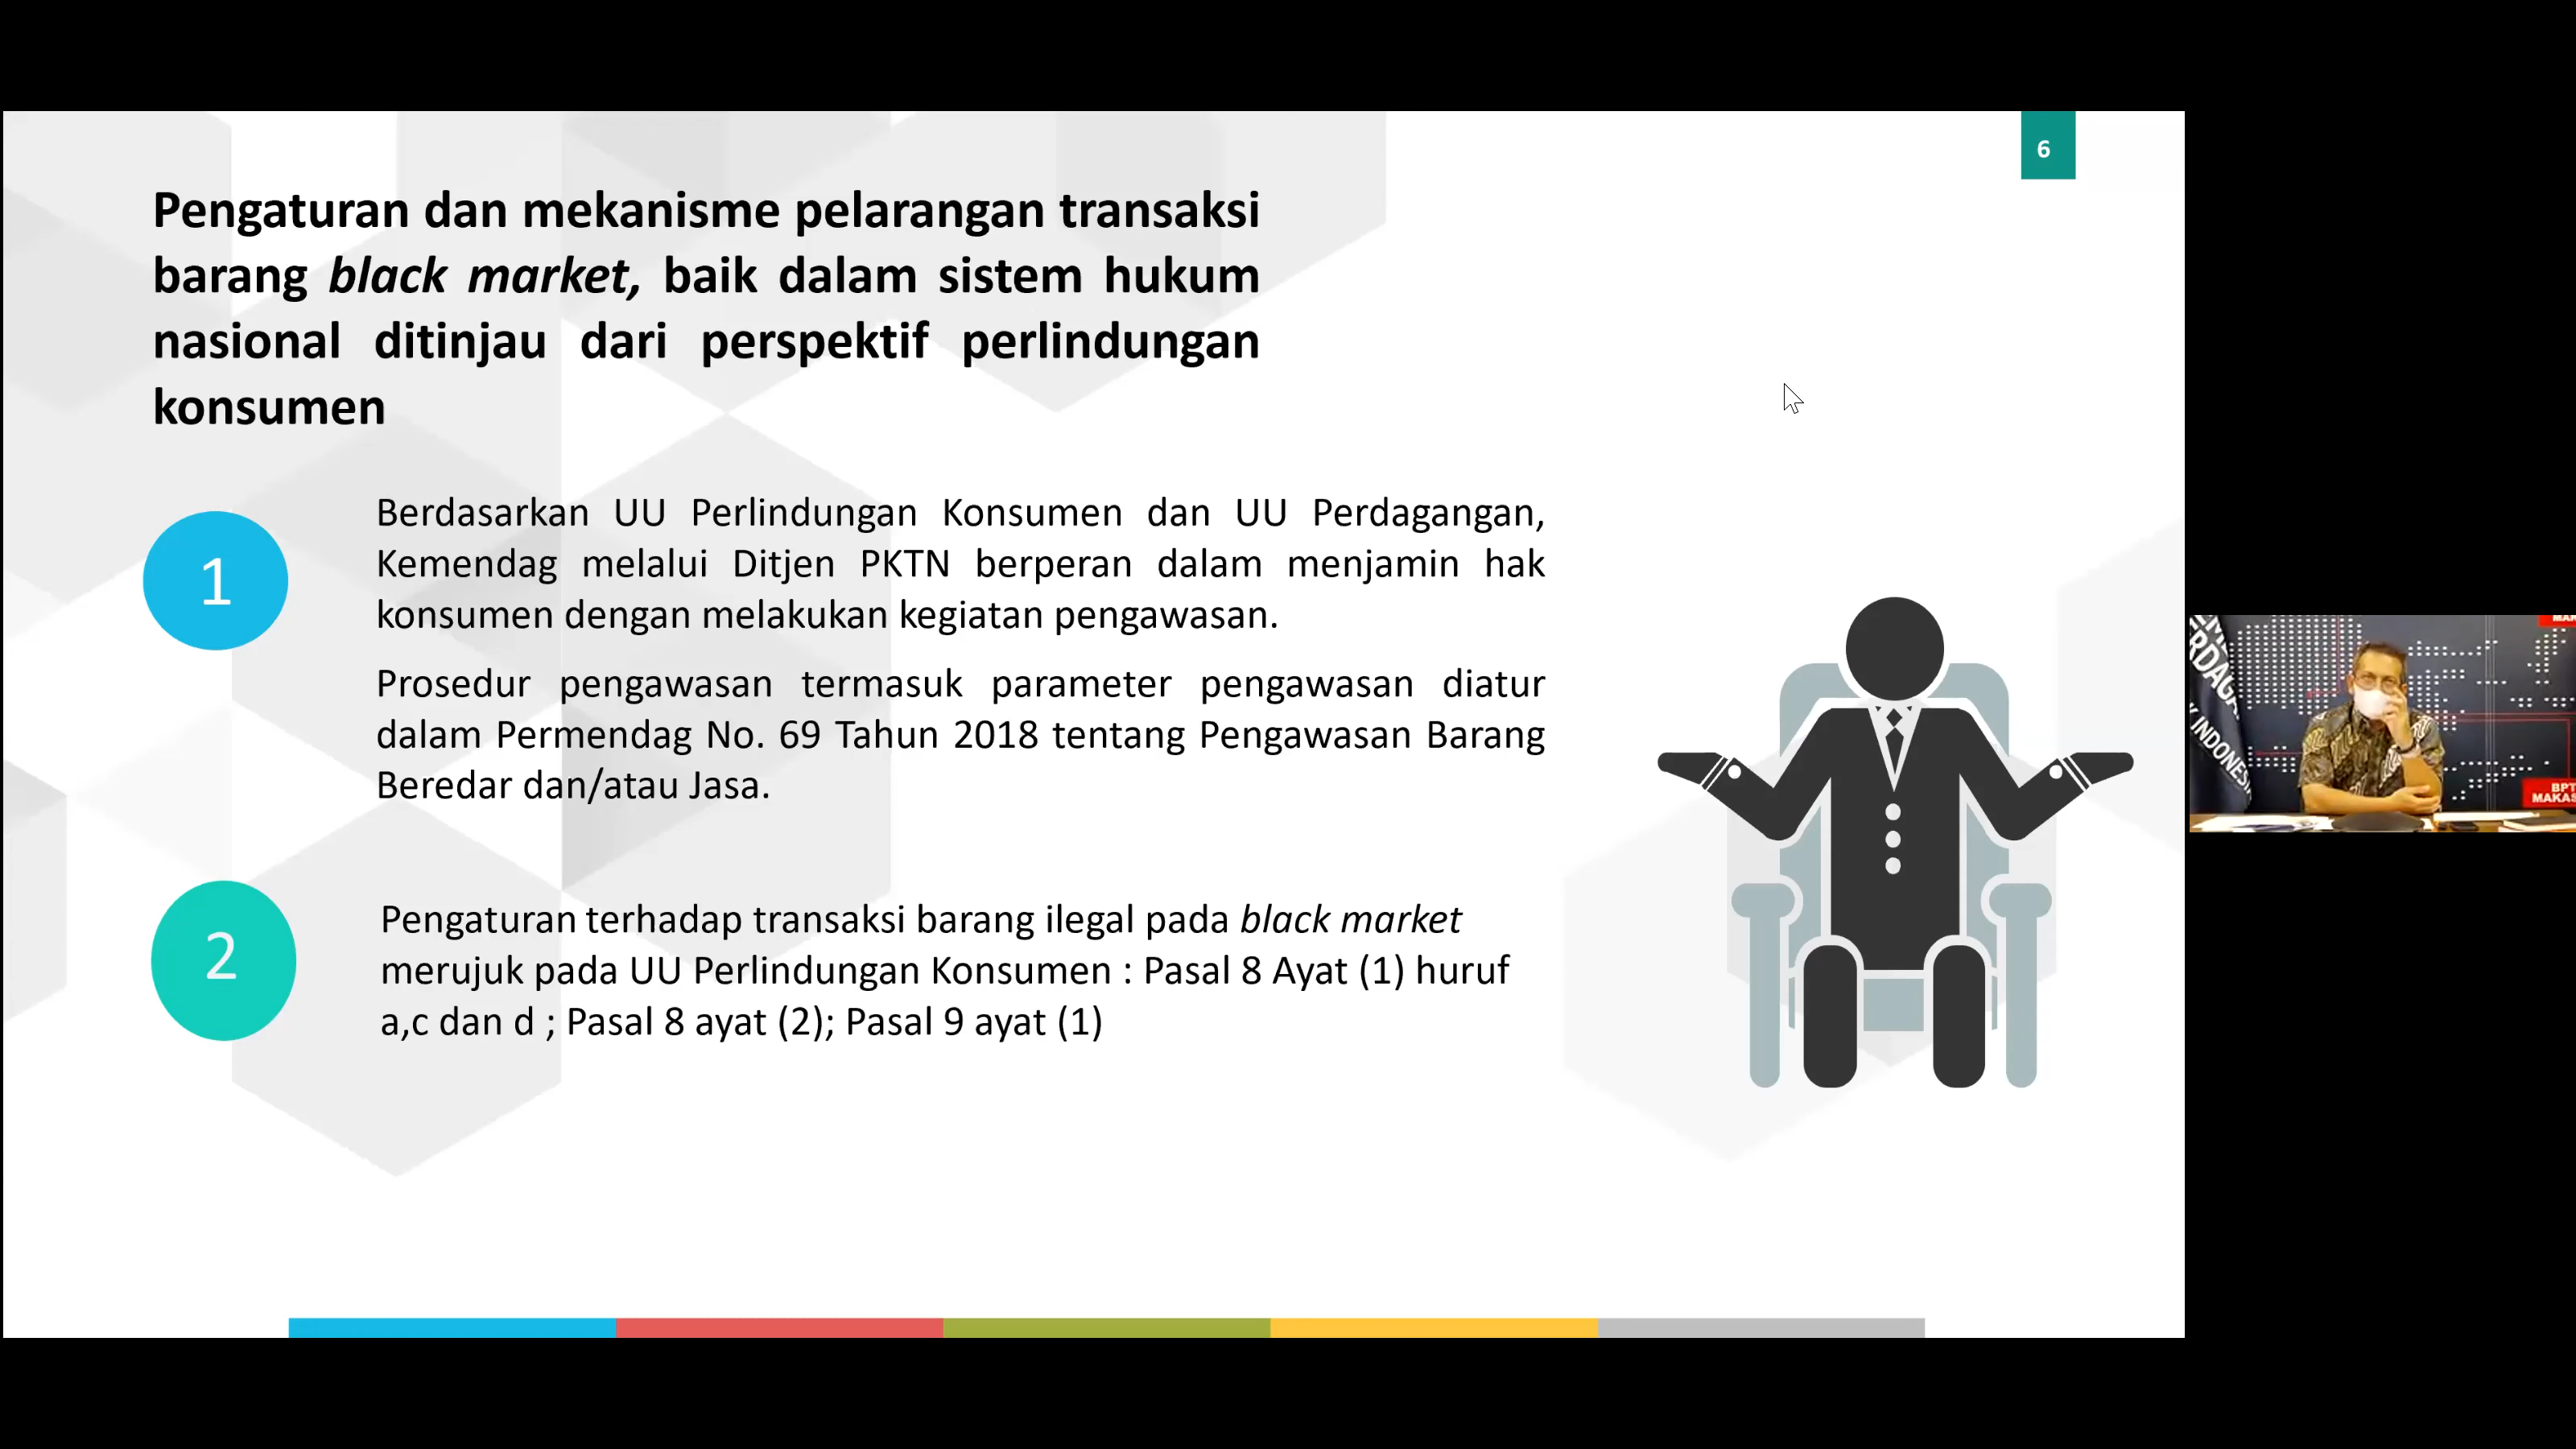 6
Pengaturan dan mekanisme pelarangan transaksi
barang black market, baik dalam sistem hukum
nasional ditinjau dari perspektif perlindungan
konsumen
1
Berdasarkan UU Perlindungan Konsumen dan UU Perdagangan,
Kemendag melalui Ditjen PKTN berperan dalam menjamin hak
konsumen dengan melakukan kegiatan pengawasan.
Prosedur pengawasan termasuk parameter pengawasan diatur
dalam Permendag No. 69 Tahun 2018 tentang Pengawasan Barang
Beredar dan/atau Jasa.
2
Pengaturan terhadap transaksi barang ilegal pada black market
merujuk pada UU Perlindungan Konsumen : Pasal 8 Ayat (1) huruf
a,c dan d ; Pasal 8 ayat (2); Pasal 9 ayat (1)
BPT
MAKAS